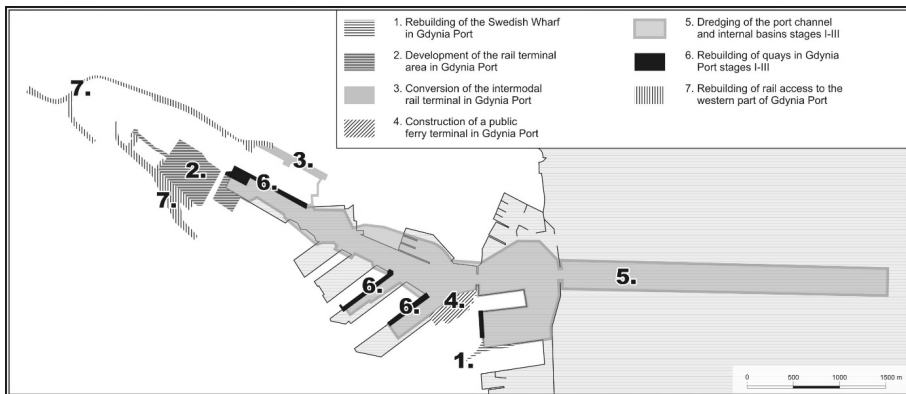 1. Rebuilding of the Swedish Wharf
in Gdynia Port
2. Development of the rail terminal
area in Gdynia Port
3. Conversion of the intermodal
rail terminal in Gdynia Port
4. Construction of a public
ferry terminal in Gdynia Port
5. Dredging of the port channel
and internal basins stages I-III
6. Rebuilding of quays in Gdynia
Port stages I-III
7. Rebuilding of rail access to the
western part of Gdynia Port
7.
3.
2.
6.
7.
6.
6.
4.
5.
1.
0 500 1000 1500 m